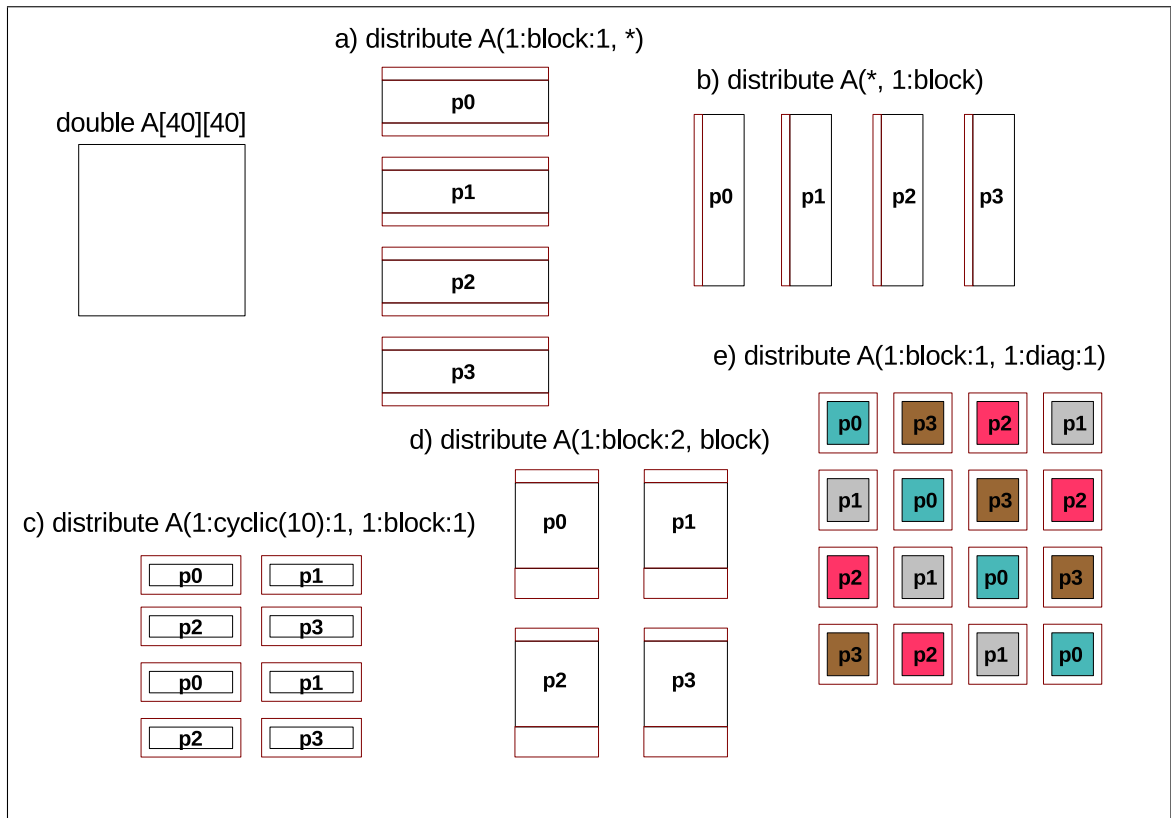 double A[40][40]
a) distribute A(1:block:1, *)
p0
p1
p2
p3
b) distribute A(*, 1:block)
p0 p1 p2 p3
c) distribute A(1:cyclic(10):1, 1:block:1)
p0 p1
p2 p3
p0 p1
p2 p3
d) distribute A(1:block:2, block)
p0 p1
p2 p3
e) distribute A(1:block:1, 1:diag:1)
p0 p3 p2 p1
p1 p0 p3 p2
p2 p1 p0 p3
p3 p2 p1 p0